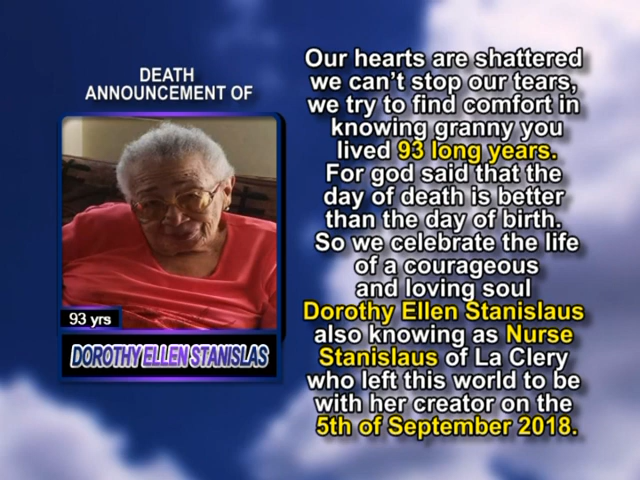 DEATH
ANNOUNCEMENT OF
93 yrs
DOROTHY ELLEN STANISLAS
Our hearts are shattered
we can't stop our tears,
we try to find comfort in
knowing granny you
lived 93 long years.
For god said that the
day of death is better
than the day of birth.
So we celebrate the life
of a courageous
and loving soul
Dorothy Ellen Stanislaus
also knowing as Nurse
Stanislaus of La Clery
who left this world to be
with her creator on the
5th of September 2018.